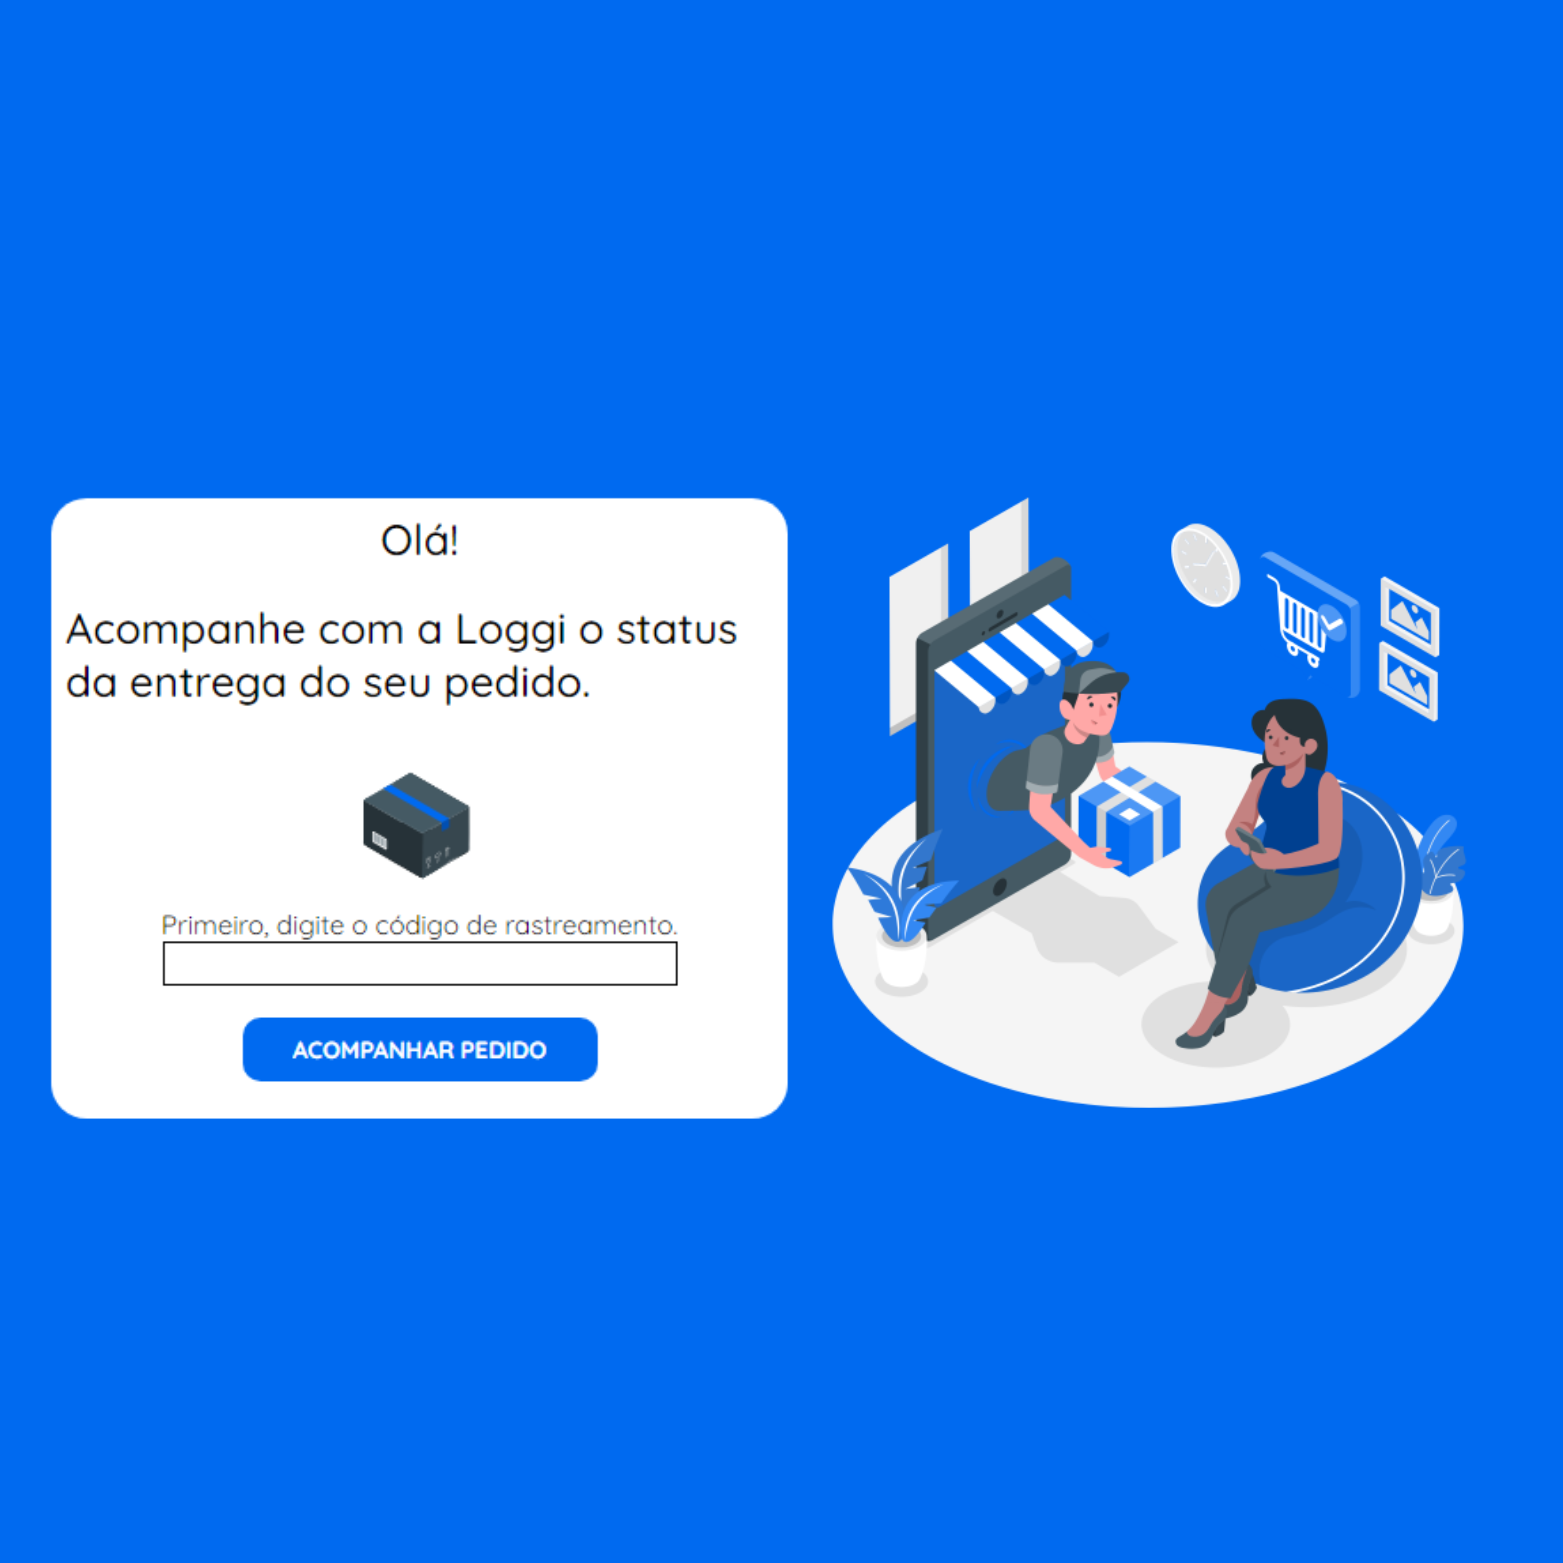 Olá!
Acompanhe com a Loggi o status
da entrega do seu pedido.
Primeiro, digite o código de rastreamento.
ACOMPANHAR PEDIDO